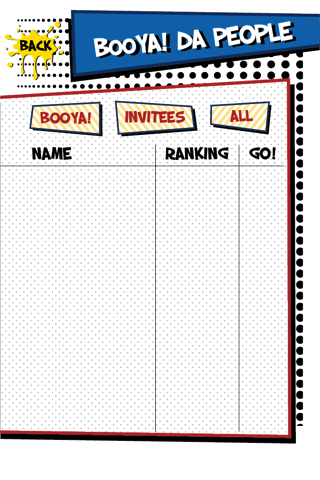 BACK
BOOYA! DA PEOPLE
BOOYA! INVITEES ALL
NAME RANKING GO!